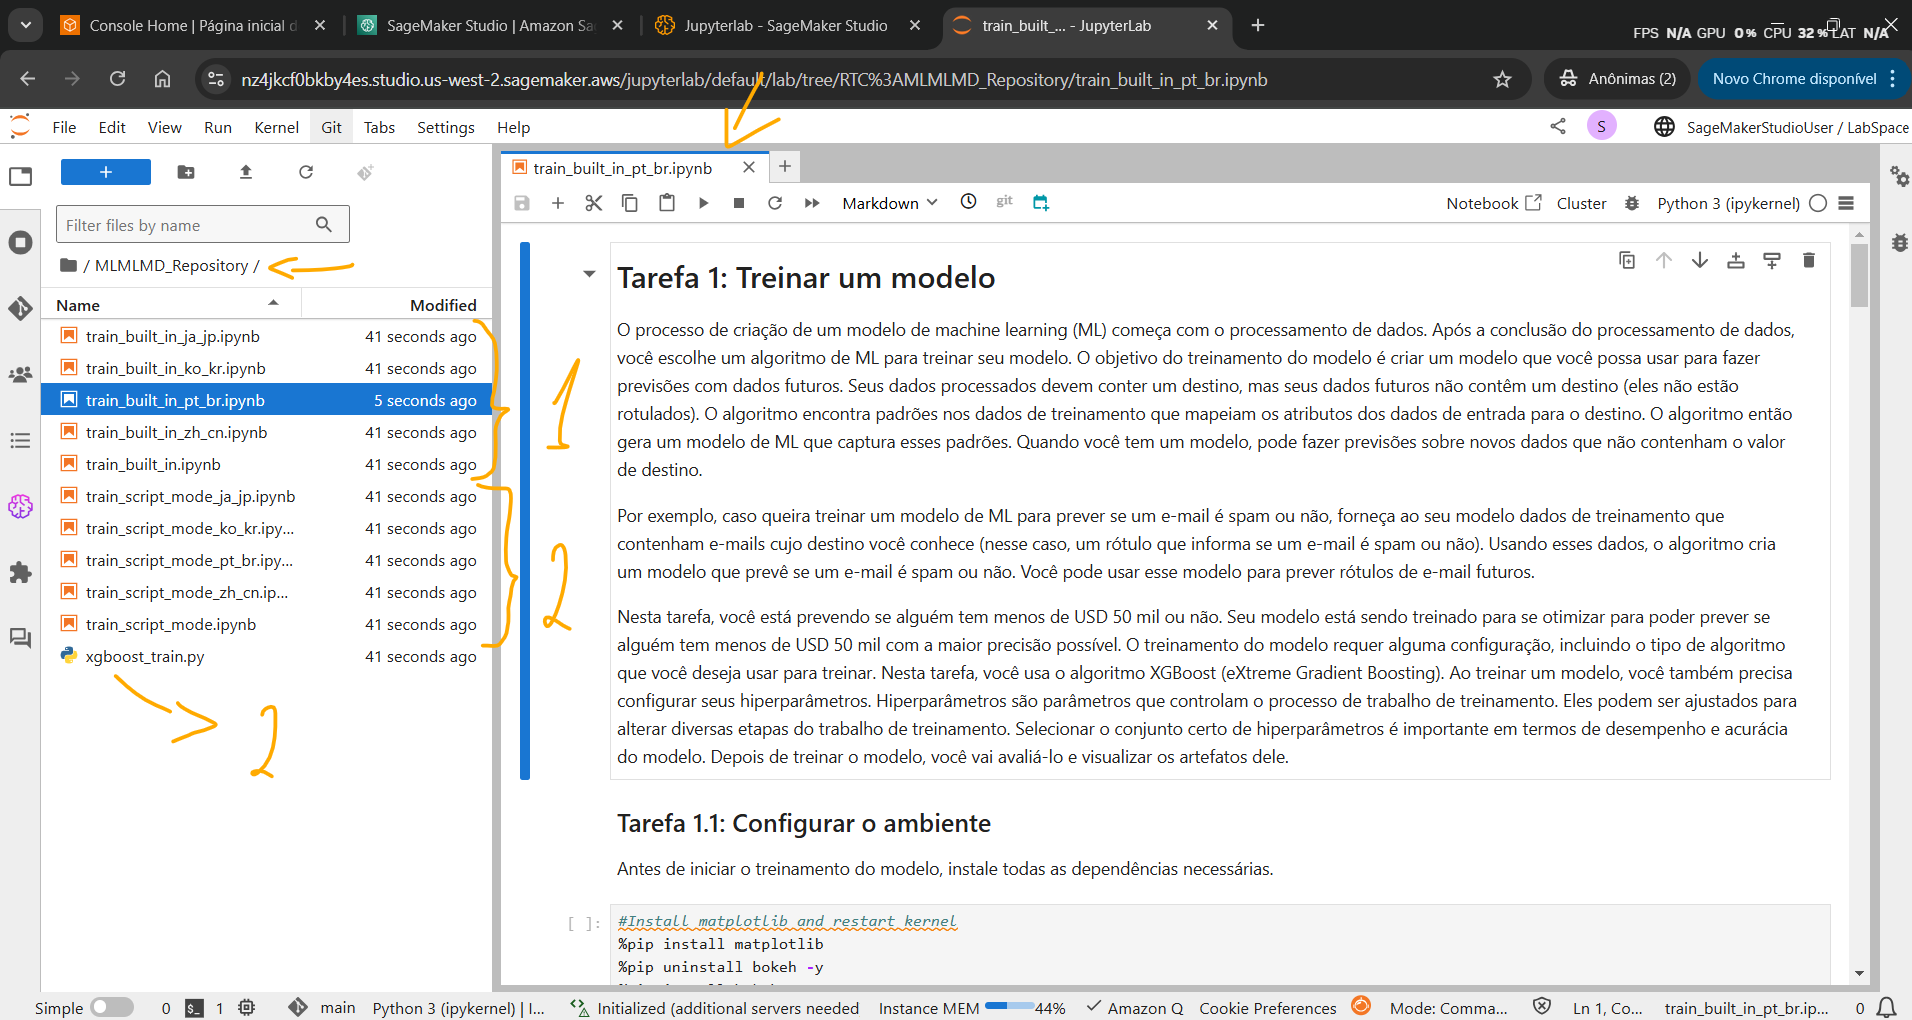 Console Home | Página inicial d
SageMaker Studio | Amazon Sa
Jupyterlab - SageMaker Studio
train_built_... - JupyterLab
FPS N/A GPU 0% CPU 32% LAT N/A
nz4jkcf0bkby4es.studio.us-west-2.sagemaker.aws/jupyterlab/default/lab/tree/RTC%3AMLMLMD_Repository/train_built_in_pt_br.ipynb
Anônimas (2)
Novo Chrome disponível
File Edit View Run Kernel Git Tabs Settings Help
S
SageMakerStudioUser / LabSpace
train_built_in_pt_br.ipynb
Markdown
git
Notebook
Cluster
Python 3 (ipykernel)
Filter files by name
/ MLMLMD_Repository /
Name Modified
train_built_in_ja_jp.ipynb 41 seconds ago
train_built_in_ko_kr.ipynb 41 seconds ago
train_built_in_pt_br.ipynb 5 seconds ago
train_built_in_zh_cn.ipynb 41 seconds ago
train_built_in.ipynb 41 seconds ago
train_script_mode_ja_jp.ipynb 41 seconds ago
train_script_mode_ko_kr.ipy... 41 seconds ago
train_script_mode_pt_br.ipy... 41 seconds ago
train_script_mode_zh_cn.ip... 41 seconds ago
train_script_mode.ipynb 41 seconds ago
xgboost_train.py 41 seconds ago
1
2
2
Tarefa 1: Treinar um modelo
O processo de criação de um modelo de machine learning (ML) começa com o processamento de dados. Após a conclusão do processamento de dados,
você escolhe um algoritmo de ML para treinar seu modelo. O objetivo do treinamento do modelo é criar um modelo que você possa usar para fazer
previsões com dados futuros. Seus dados processados devem conter um destino, mas seus dados futuros não contêm um destino (eles não estão
rotulados). O algoritmo encontra padrões nos dados de treinamento que mapeiam os atributos dos dados de entrada para o destino. O algoritmo então
gera um modelo de ML que captura esses padrões. Quando você tem um modelo, pode fazer previsões sobre novos dados que não contenham o valor
de destino.
Por exemplo, caso queira treinar um modelo de ML para prever se um e-mail é spam ou não, forneça ao seu modelo dados de treinamento que
contenham e-mails cujo destino você conhece (nesse caso, um rótulo que informa se um e-mail é spam ou não). Usando esses dados, o algoritmo cria
um modelo que prevê se um e-mail é spam ou não. Você pode usar esse modelo para prever rótulos de e-mail futuros.
Nesta tarefa, você está prevendo se alguém tem menos de USD 50 mil ou não. Seu modelo está sendo treinado para se otimizar para poder prever se
alguém tem menos de USD 50 mil com a maior precisão possível. O treinamento do modelo requer alguma configuração, incluindo o tipo de algoritmo
que você deseja usar para treinar. Nesta tarefa, você usa o algoritmo XGBoost (eXtreme Gradient Boosting). Ao treinar um modelo, você também precisa
configurar seus hiperparâmetros. Hiperparâmetros são parâmetros que controlam o processo de trabalho de treinamento. Eles podem ser ajustados para
alterar diversas etapas do trabalho de treinamento. Selecionar o conjunto certo de hiperparâmetros é importante em termos de desempenho e acurácia
do modelo. Depois de treinar o modelo, você vai avaliá-lo e visualizar os artefatos dele.
Tarefa 1.1: Configurar o ambiente
Antes de iniciar o treinamento do modelo, instale todas as dependências necessárias.
[ ]:
#Install matplotlib and restart kernel
%pip install matplotlib
%pip uninstall bokeh -y
Simple 0 1 main Python 3 (ipykernel) | I... Initialized (additional servers needed Instance MEM 44% Amazon Q Cookie Preferences Mode: Comma... Ln 1, Co... train_built_in_pt_br.ip... 0